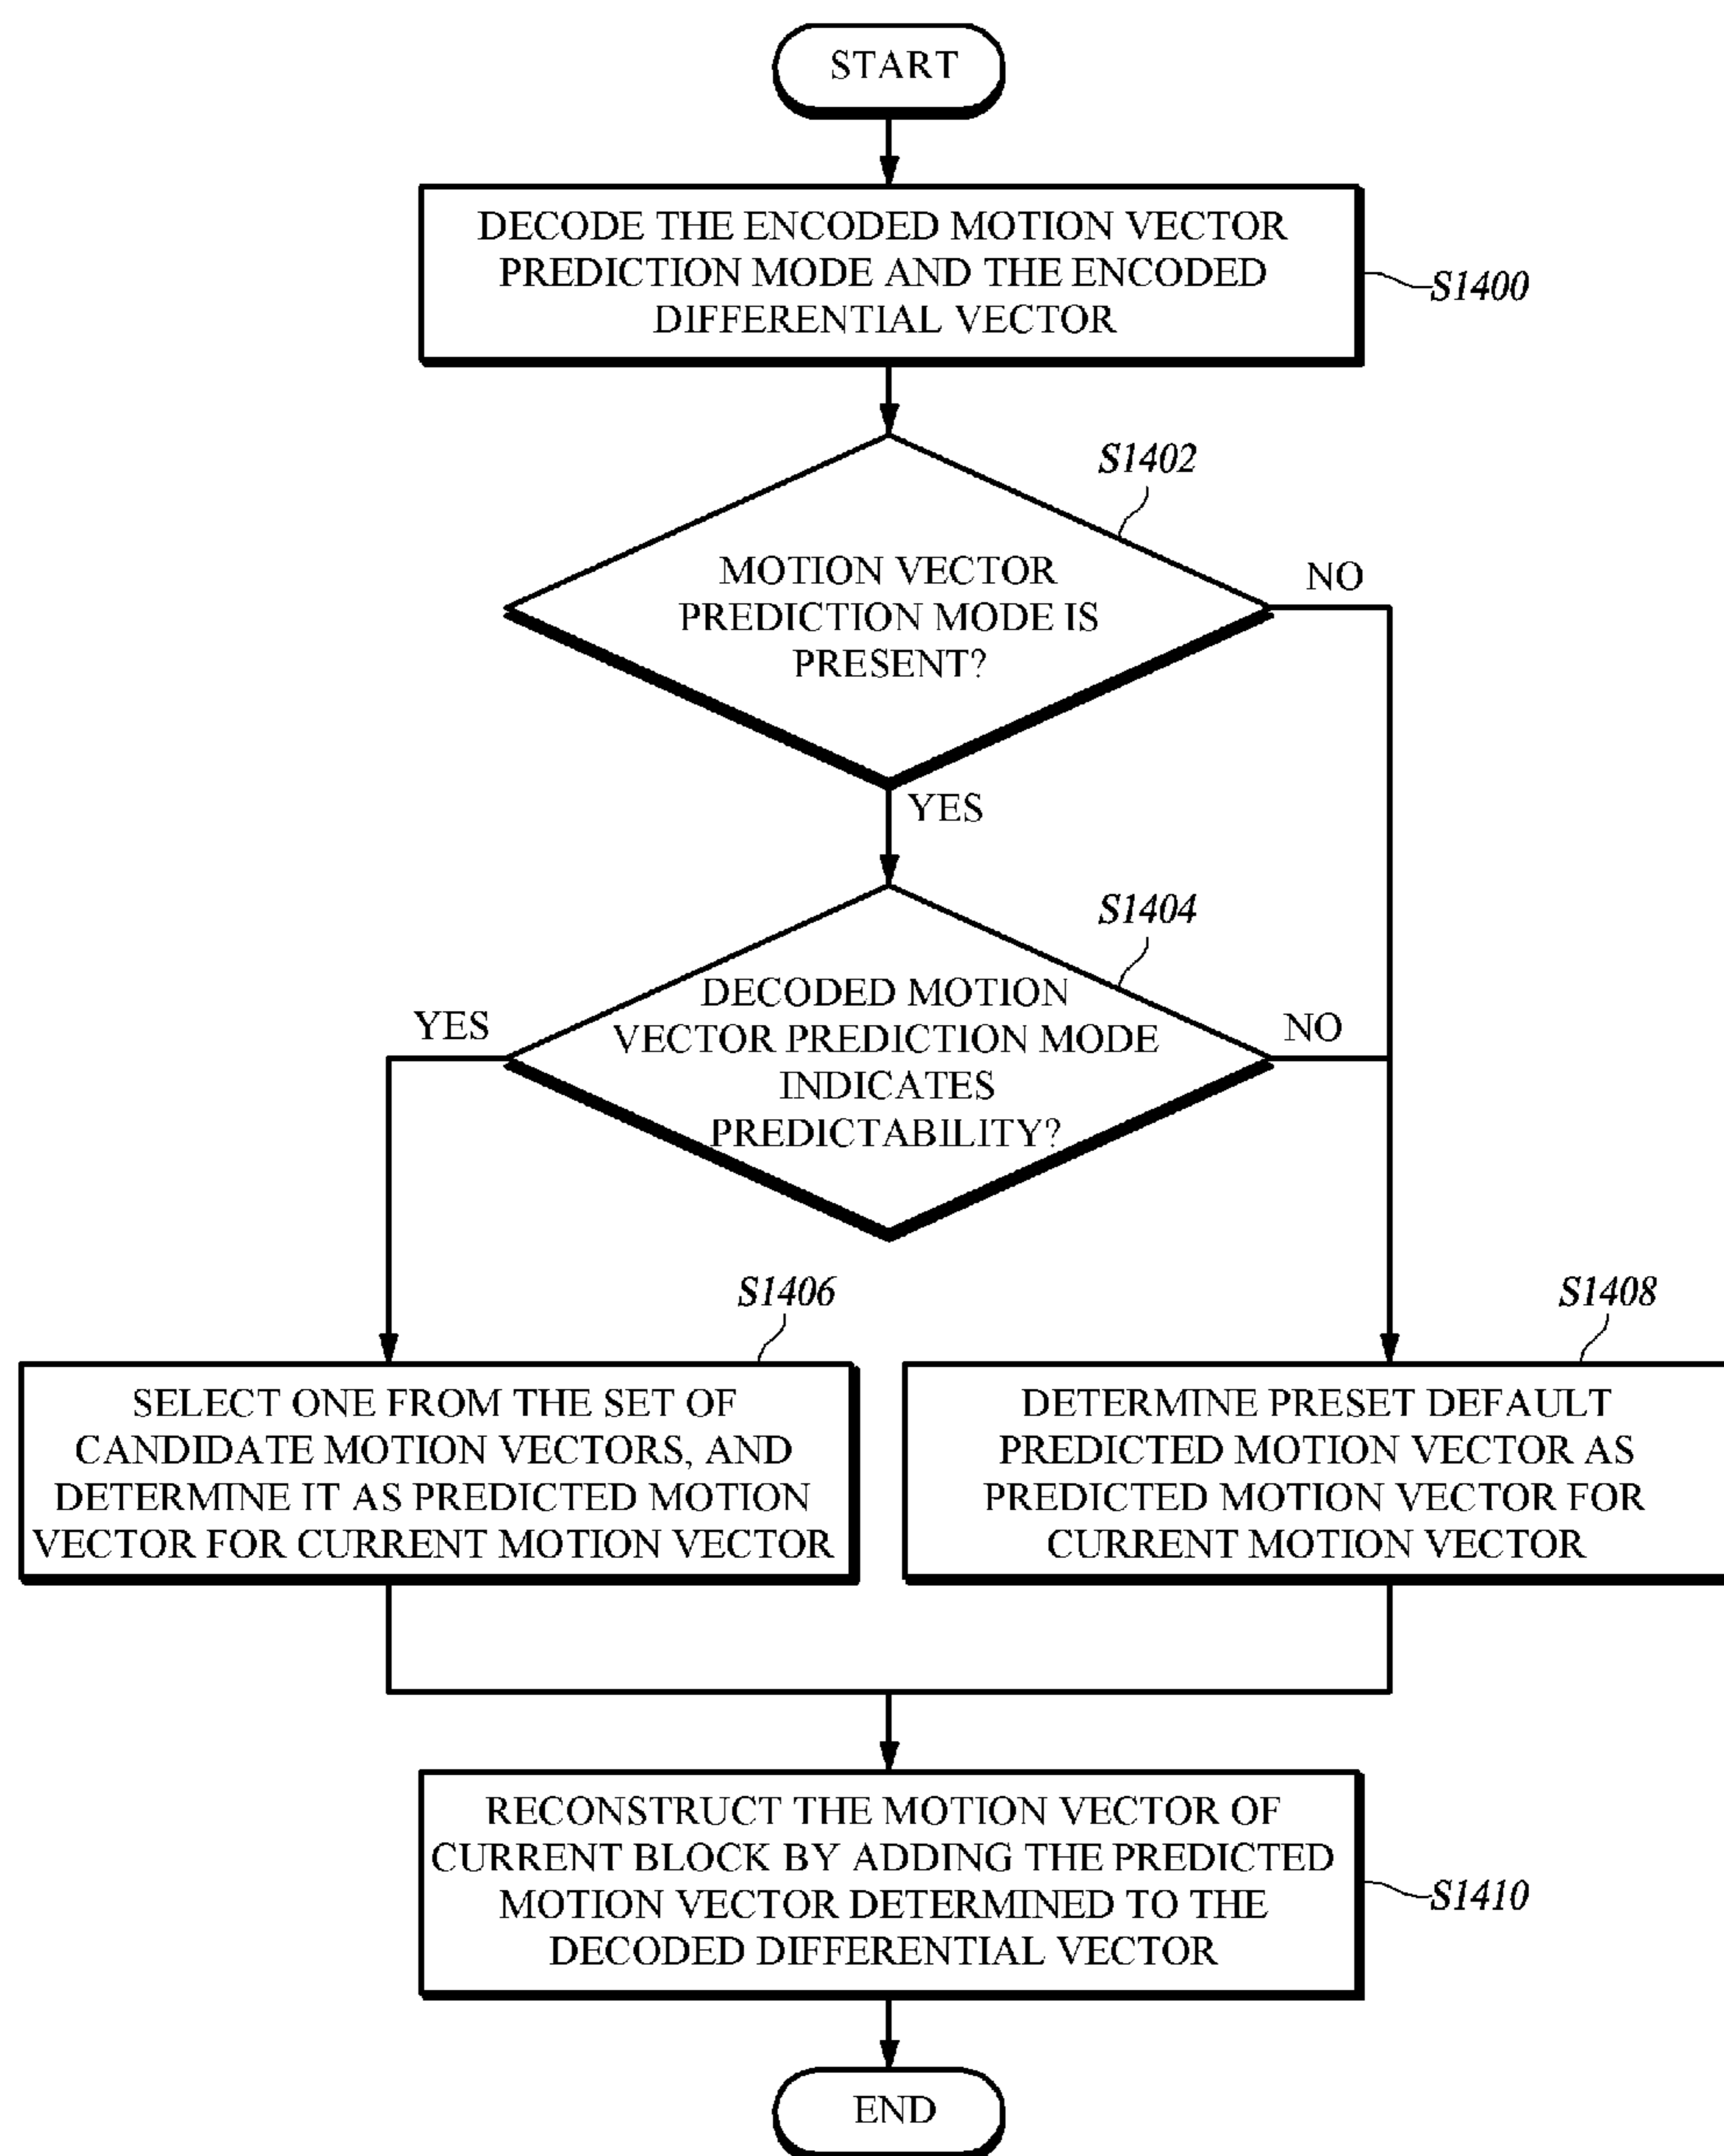 START
DECODE THE ENCODED MOTION VECTOR
PREDICTION MODE AND THE ENCODED
DIFFERENTIAL VECTOR
S1400
S1402
MOTION VECTOR
PREDICTION MODE IS
PRESENT?
NO
YES
S1404
DECODED MOTION
VECTOR PREDICTION MODE
INDICATES
PREDICTABILITY?
YES
NO
S1406
SELECT ONE FROM THE SET OF
CANDIDATE MOTION VECTORS, AND
DETERMINE IT AS PREDICTED MOTION
VECTOR FOR CURRENT MOTION VECTOR
S1408
DETERMINE PRESET DEFAULT
PREDICTED MOTION VECTOR AS
PREDICTED MOTION VECTOR FOR
CURRENT MOTION VECTOR
RECONSTRUCT THE MOTION VECTOR OF
CURRENT BLOCK BY ADDING THE PREDICTED
MOTION VECTOR DETERMINED TO THE
DECODED DIFFERENTIAL VECTOR
S1410
END